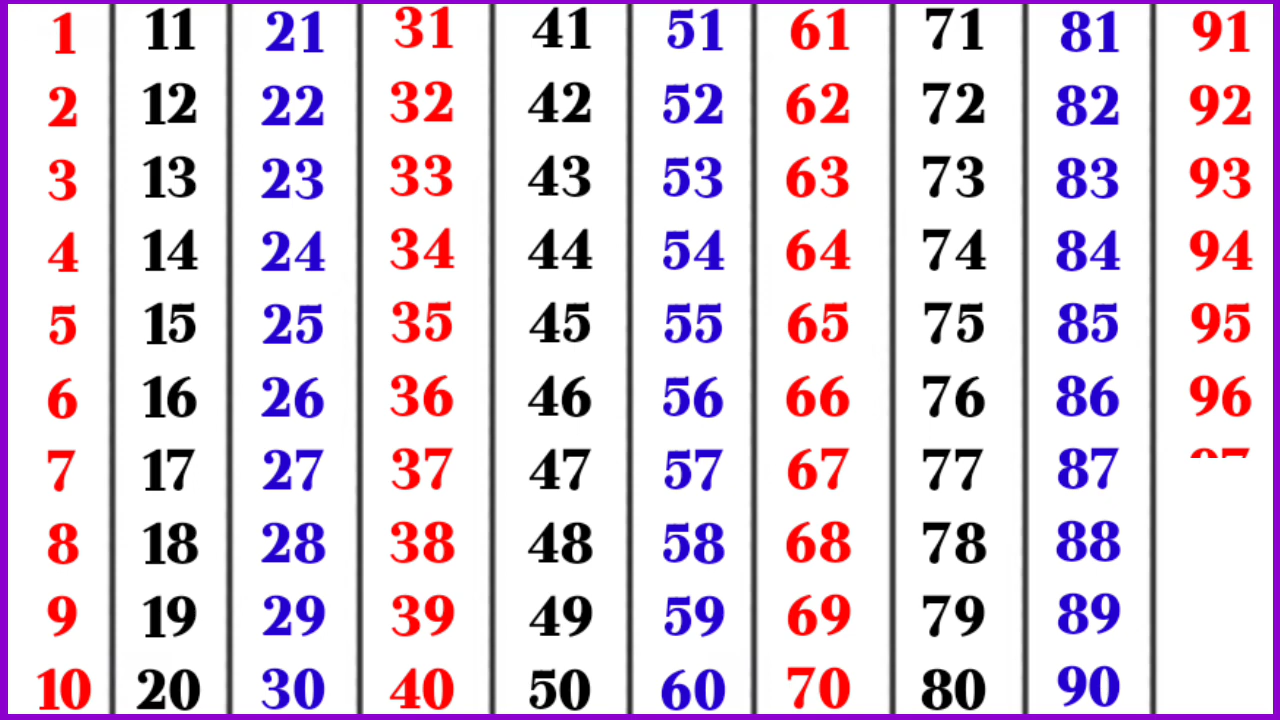 1 11 21 31 41 51 61 71 81 91
2 12 22 32 42 52 62 72 82 92
3 13 23 33 43 53 63 73 83 93
4 14 24 34 44 54 64 74 84 94
5 15 25 35 45 55 65 75 85 95
6 16 26 36 46 56 66 76 86 96
7 17 27 37 47 57 67 77 87
8 18 28 38 48 58 68 78 88
9 19 29 39 49 59 69 79 89
10 20 30 40 50 60 70 80 90